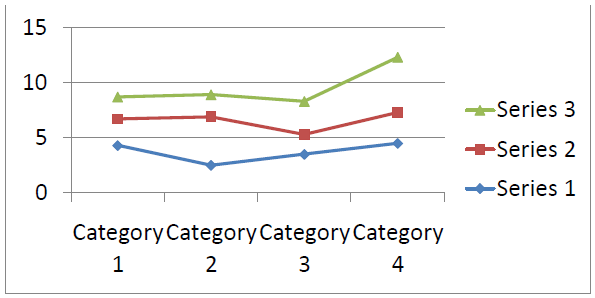 15
10
5
0
Category 1
Category 2
Category 3
Category 4
Series 3
Series 2
Series 1